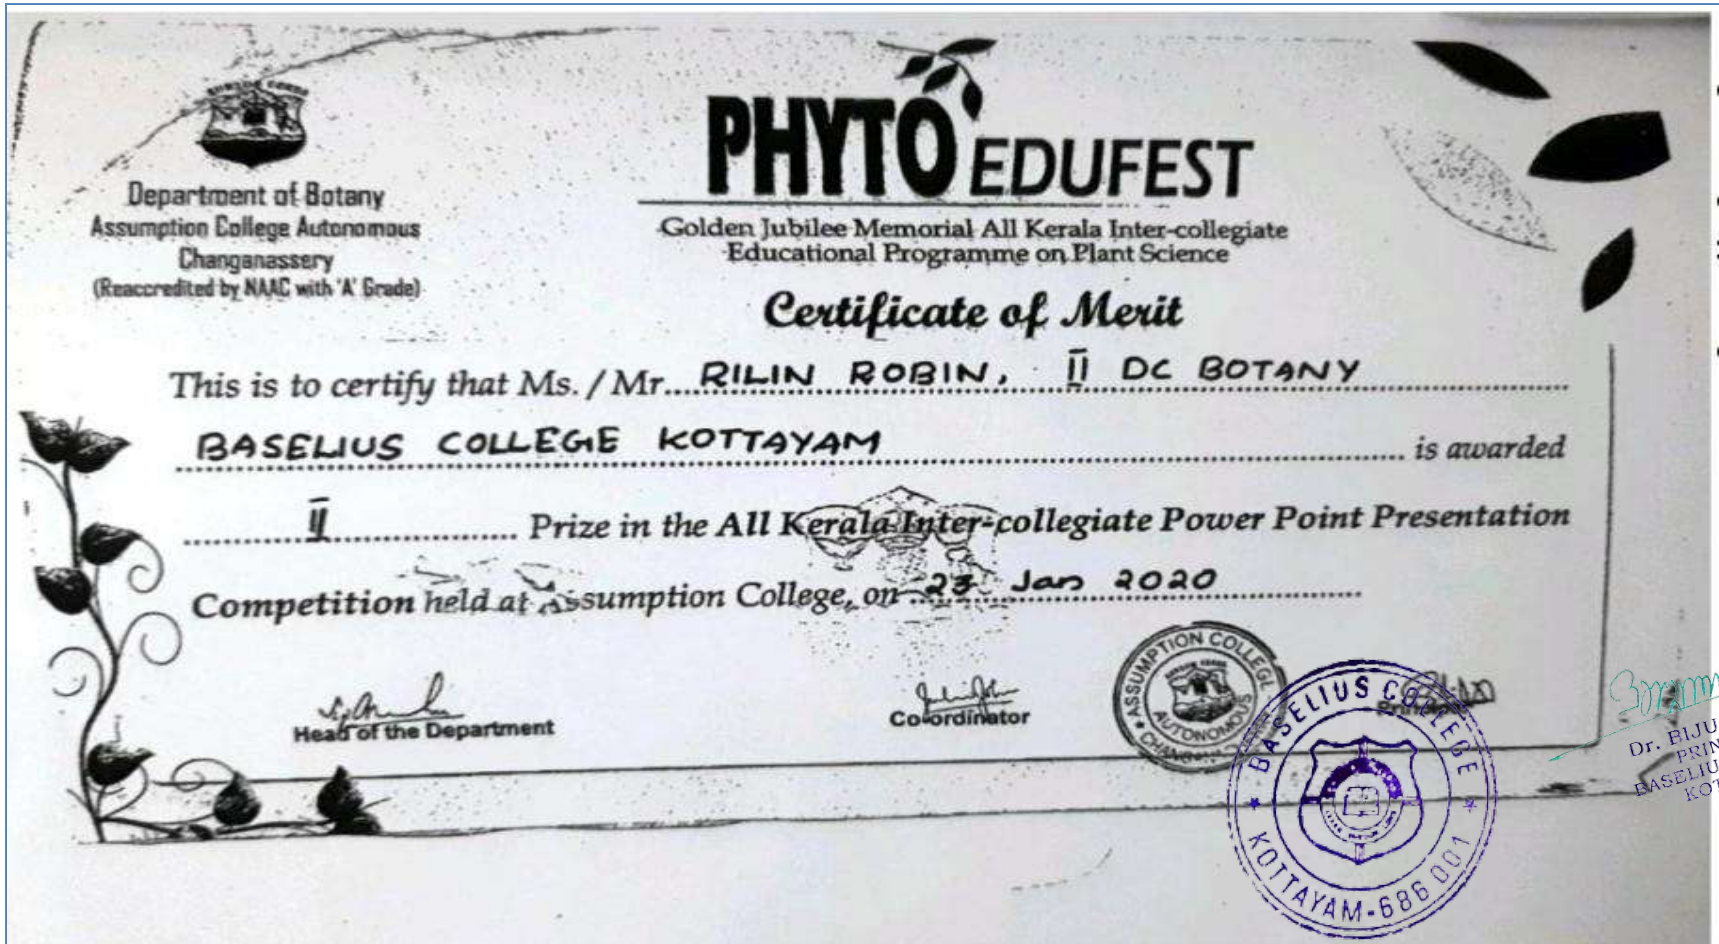 Department of Botany
Assumption College Autonomous
Changanassery
(Reaccredited by NAAC with 'A' Grade)
PHYTO EDUFEST
Golden Jubilee Memorial All Kerala Inter-collegiate
Educational Programme on Plant Science
Certificate of Merit
This is to certify that Ms. / Mr. RILIN ROBIN, II DC BOTANY
BASELIUS COLLEGE KOTTAYAM is awarded
II Prize in the All Kerala Inter-collegiate Power Point Presentation
Competition held at Assumption College, on 23 Jan 2020
Head of the Department
Co-ordinator
ASSUMPTION COLLEGE
AUTONOMOUS
BASELIUS COLLEGE
KOTTAYAM-686 001
Dr. BIJU